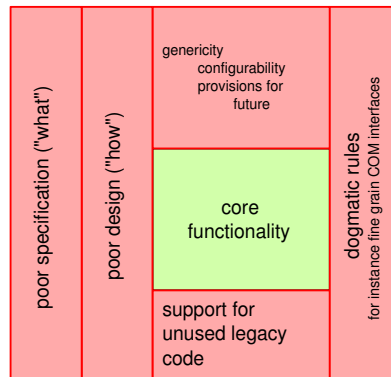 poor specification ("what")
poor design ("how")
genericity
configurability
provisions for
future
core
functionality
support for
unused legacy
code
dogmatic rules
for instance fine grain COM interfaces